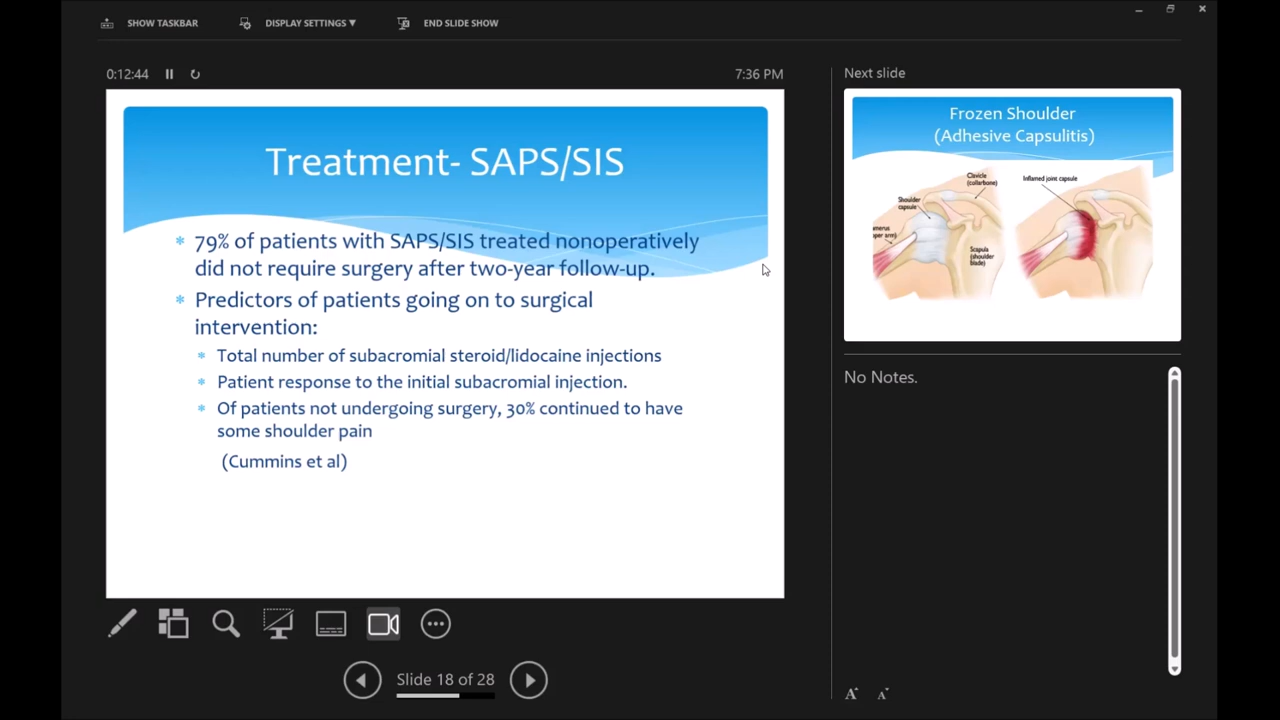 SHOW TASKBAR
DISPLAY SETTINGS ▼
END SLIDE SHOW
0:12:44
7:36 PM
Treatment- SAPS/SIS
* 79% of patients with SAPS/SIS treated nonoperatively
did not require surgery after two-year follow-up.
* Predictors of patients going on to surgical
intervention:
* Total number of subacromial steroid/lidocaine injections
* Patient response to the initial subacromial injection.
* Of patients not undergoing surgery, 30% continued to have
some shoulder pain
(Cummins et al)
Slide 18 of 28
Next slide
Frozen Shoulder
(Adhesive Capsulitis)
Clavicle
(collarbone)
Shoulder
capsule
umerus
per arm)
Scapula
(shoulder
blade)
Inflamed joint capsule
No Notes.
A
A